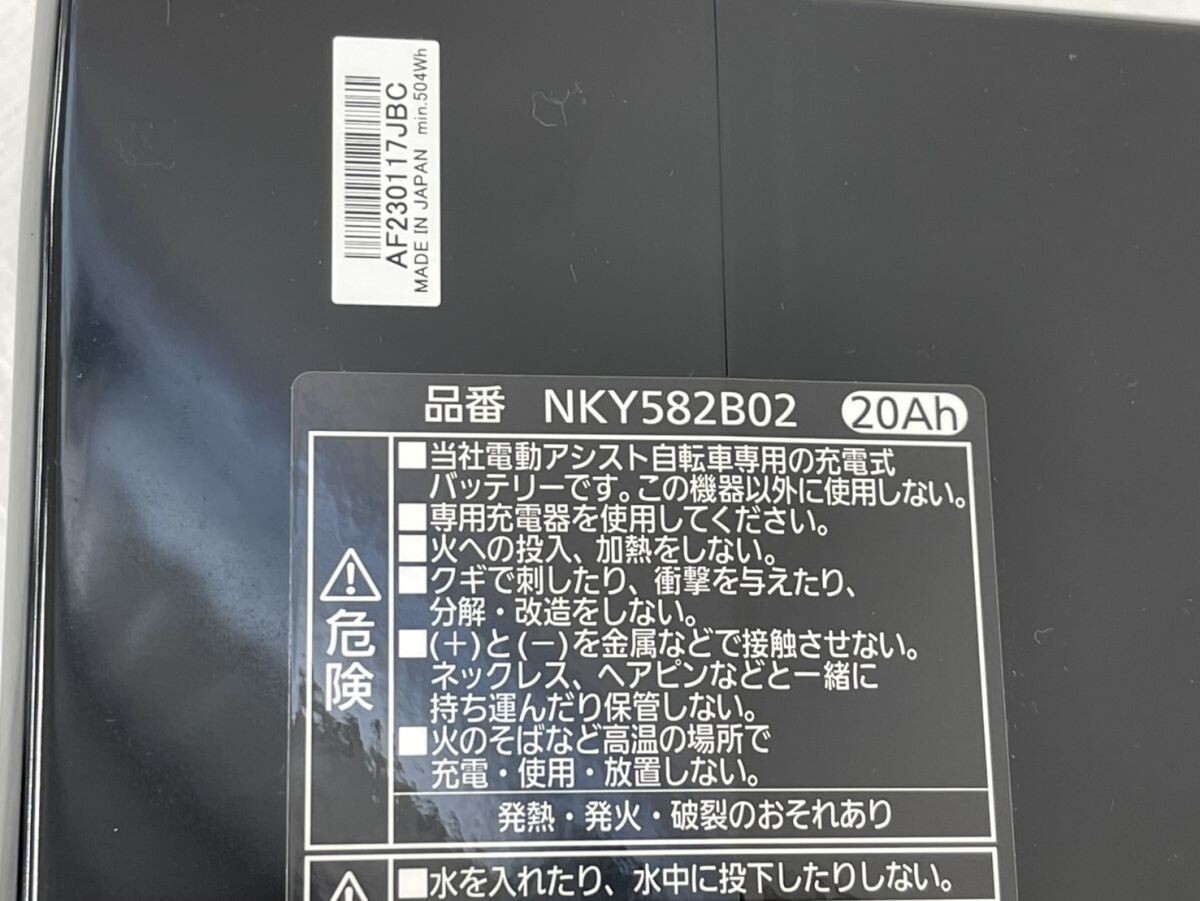 AF230117JBC
MADE IN JAPAN min.504Wh
品番 NKY582B02 20Ah
危険
■当社電動アシスト自転車専用の充電式
バッテリーです。この機器以外に使用しない。
■専用充電器を使用してください。
■火への投入、加熱をしない。
■クギで刺したり、衝撃を与えたり、
分解・改造をしない。
■(+)と(-)を金属などで接触させない。
ネックレス、ヘアピンなどと一緒に
持ち運んだり保管しない。
■火のそばなど高温の場所で
充電・使用・放置しない。
発熱・発火・破裂のおそれあり
■水を入れたり、水中に投下したりしない。